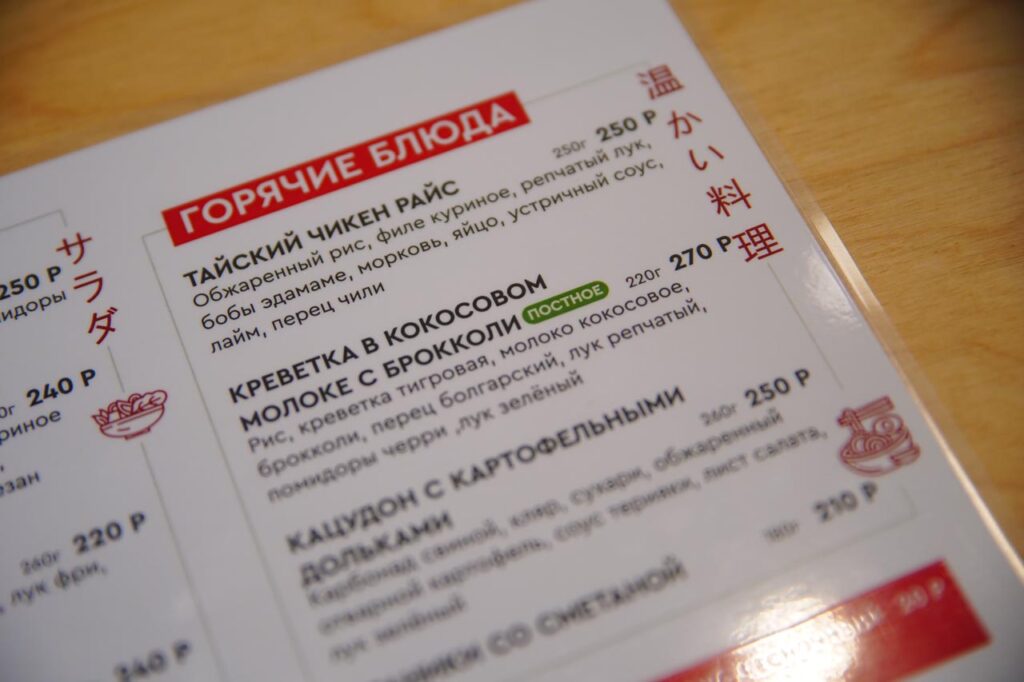 250 Р
サラダ
240 Р
240г 220 Р
, лук фри,
240 Р
ГОРЯЧИЕ БЛЮДА
温かい料理
ТАЙСКИЙ ЧИКЕН РАЙС 250г 250 Р
Обжаренный рис, филе куриное, репчатый лук,
бобы эдамаме, морковь, яйцо, устричный соус,
лайм, перец чили
КРЕВЕТКА В КОКОСОВОМ
МОЛОКЕ С БРОККОЛИ ПОСТНОЕ 220г 270 Р
Рис, креветка тигровая, молоко кокосовое,
брокколи, перец болгарский, лук репчатый,
помидоры черри ,лук зелёный
КАЦУДОН С КАРТОФЕЛЬНЫМИ
ДОЛЬКАМИ 260г 250 Р
Карбонад свиной, кляр, сухари, обжаренный
отварной картофель, соус терияки, лист салата,
лук зелёный
СО СМЕТАНОЙ 180г 210 Р